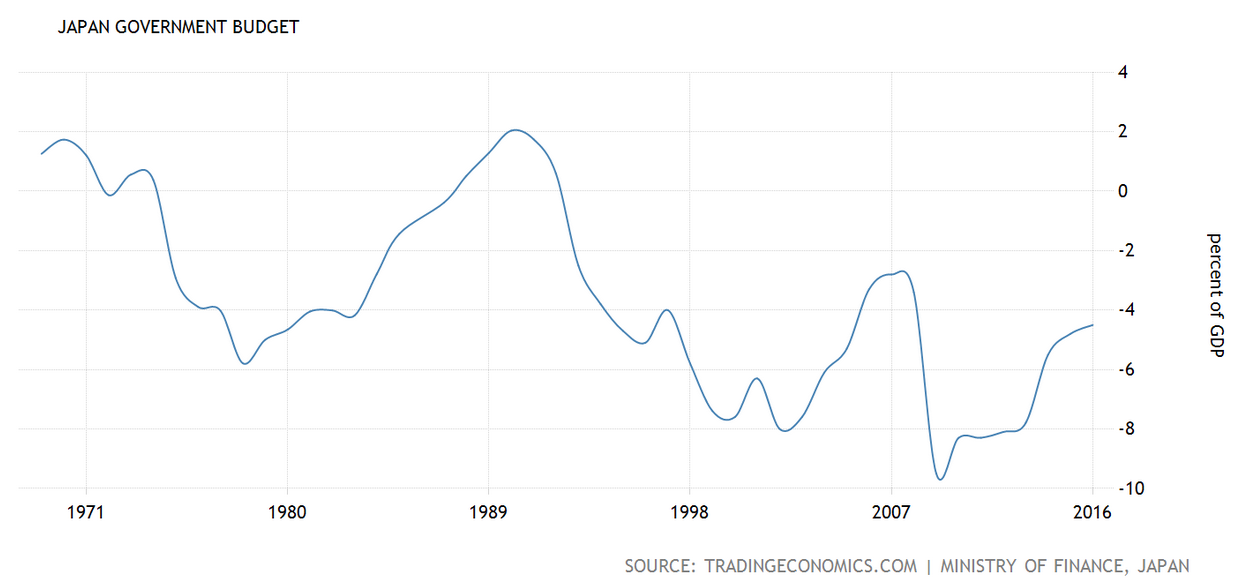 JAPAN GOVERNMENT BUDGET
4
2
0
-2
-4
-6
-8
-10
percent of GDP
1971 1980 1989 1998 2007 2016
SOURCE: TRADINGECONOMICS.COM | MINISTRY OF FINANCE, JAPAN